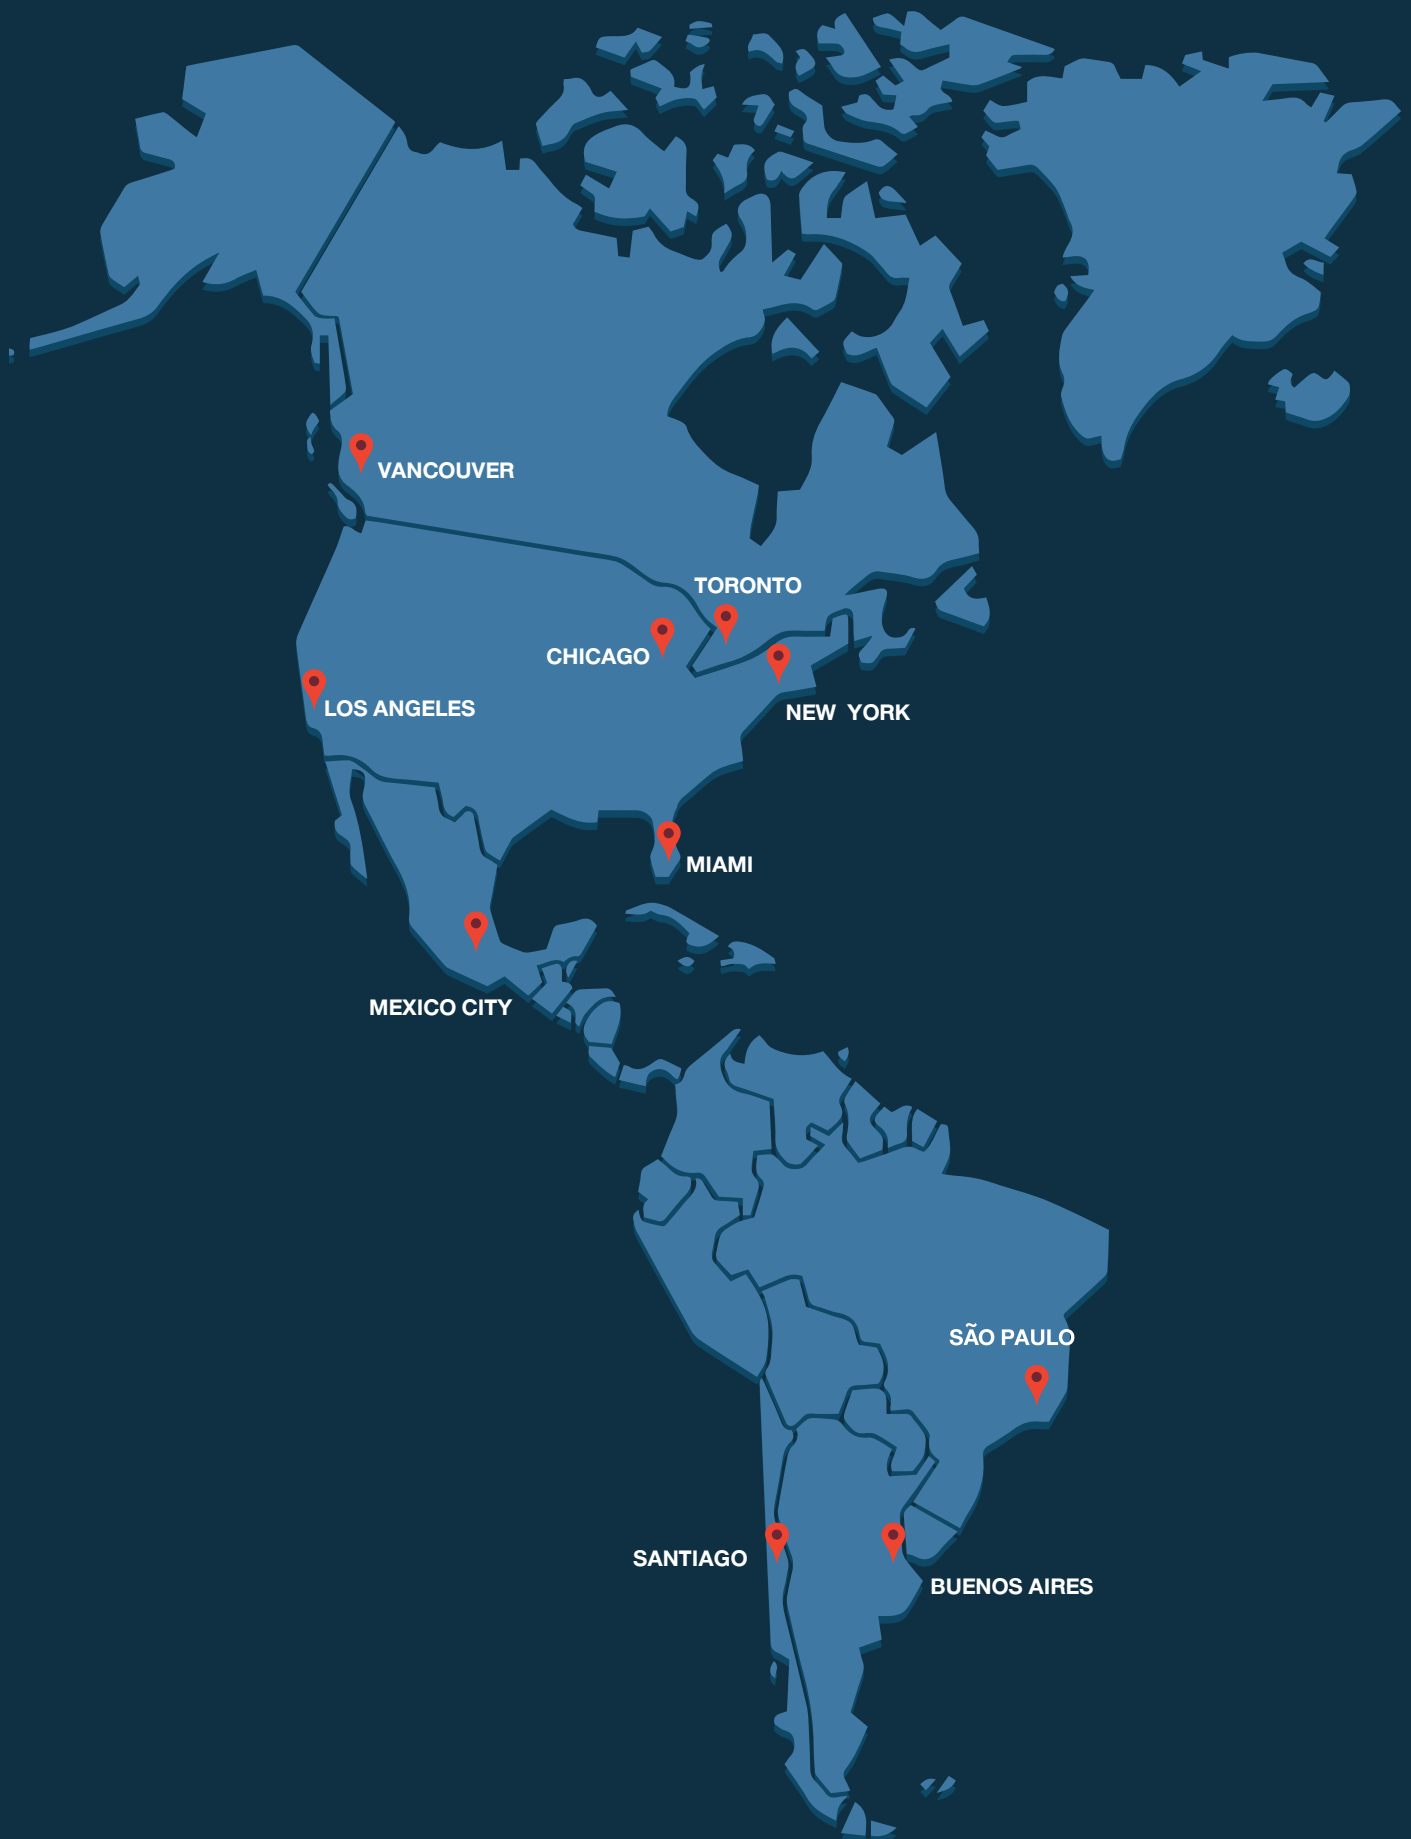 VANCOUVER
TORONTO
CHICAGO
LOS ANGELES
NEW YORK
MIAMI
MEXICO CITY
SÃO PAULO
SANTIAGO
BUENOS AIRES